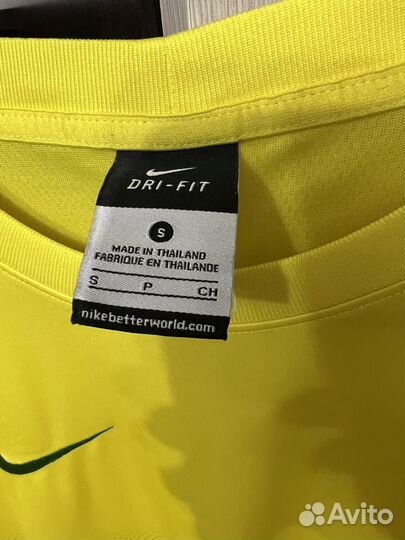 DRI-FIT
S
MADE IN THAILAND
FABRIQUE EN THAILANDE
S P CH
nikebetterworld.com
Avito